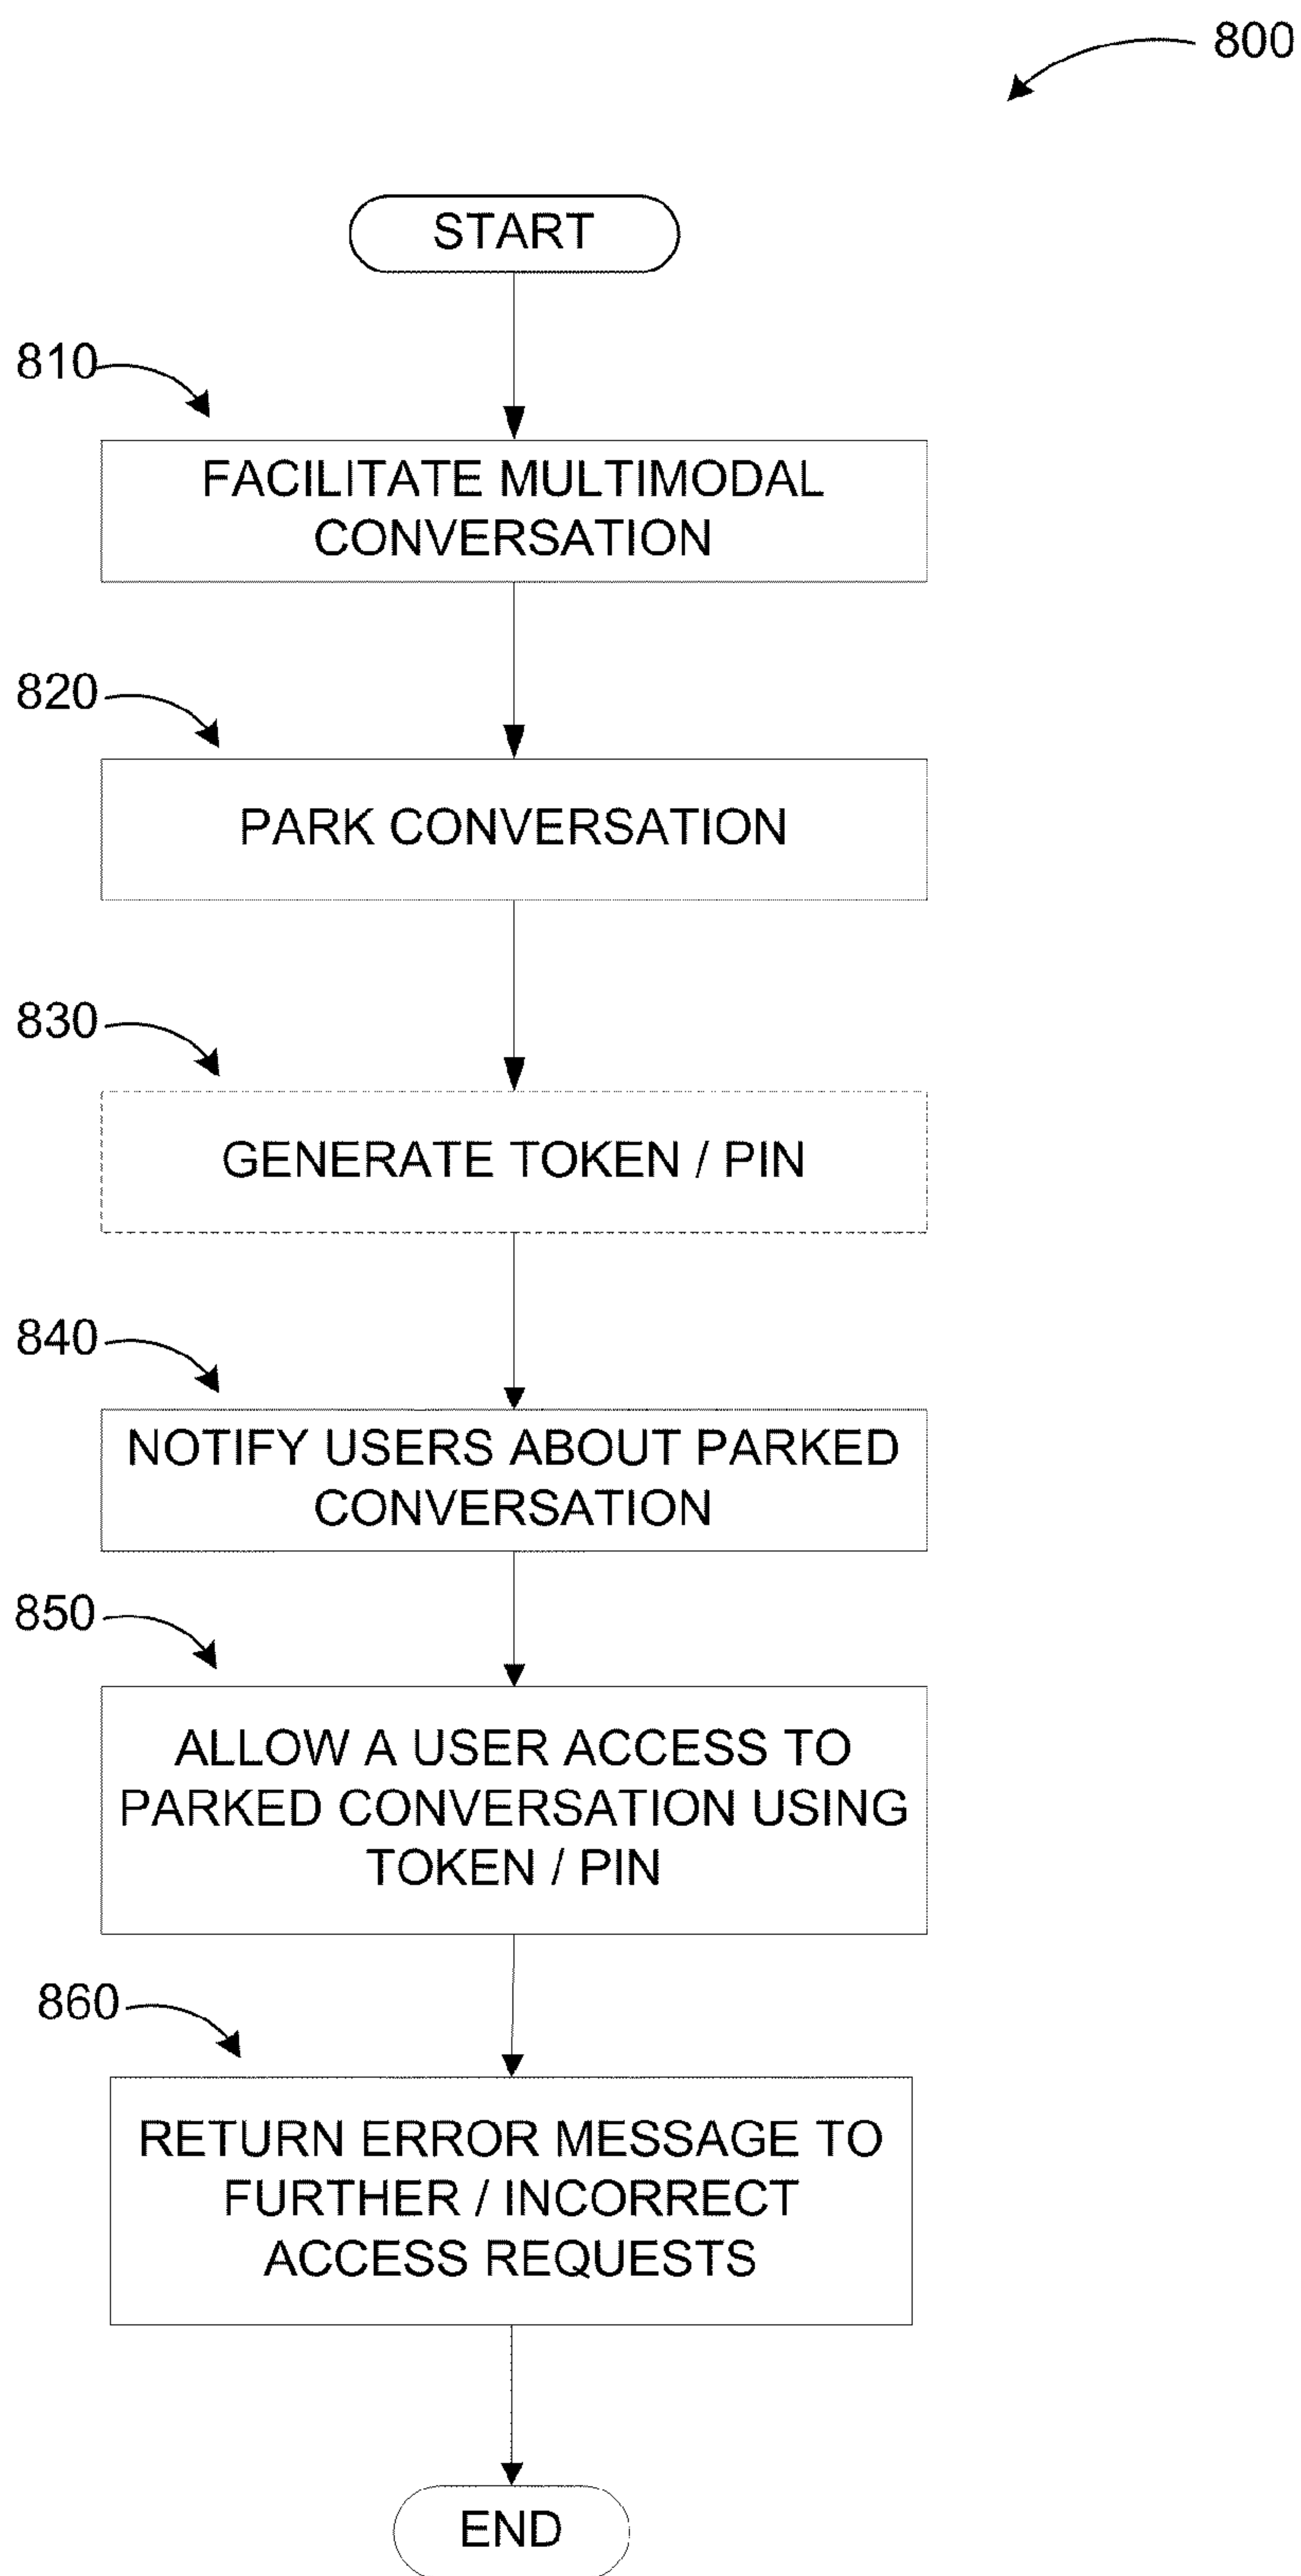 800
START
810
FACILITATE MULTIMODAL
CONVERSATION
820
PARK CONVERSATION
830
GENERATE TOKEN / PIN
840
NOTIFY USERS ABOUT PARKED
CONVERSATION
850
ALLOW A USER ACCESS TO
PARKED CONVERSATION USING
TOKEN / PIN
860
RETURN ERROR MESSAGE TO
FURTHER / INCORRECT
ACCESS REQUESTS
END